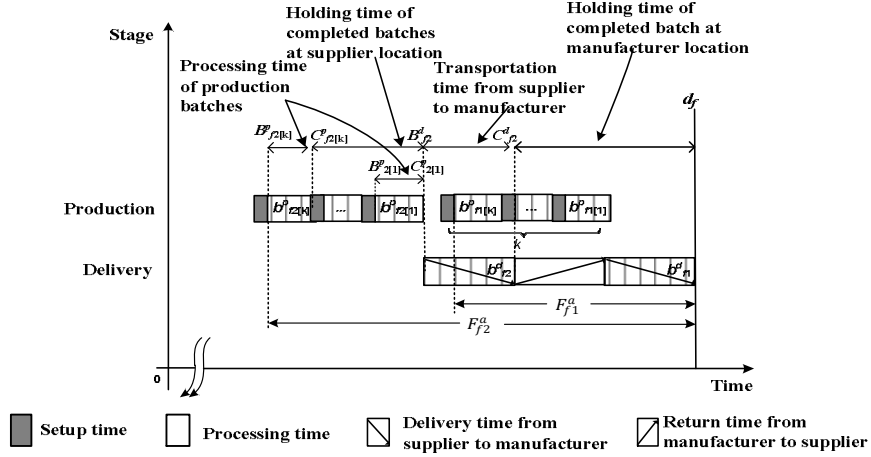 Holding time of
completed batches
at supplier location
Holding time of
completed batch at
manufacturer location
Stage
Processing time
of production
batches
Transportation
time from supplier
to manufacturer
d_f
B^p_f2[k] C^p_f2[k] B^d_f2 C^d_f2
B^p_2[1] C^p_2[1]
Production
b^p_f2[k] ... b^p_f2[1] b^p_f1[k] ... b^p_f1[1]
k
Delivery
b^d_f2 b^d_f1
F^a_f1
F^a_f2
0
Time
Setup time
Processing time
Delivery time from
supplier to manufacturer
Return time from
manufacturer to supplier